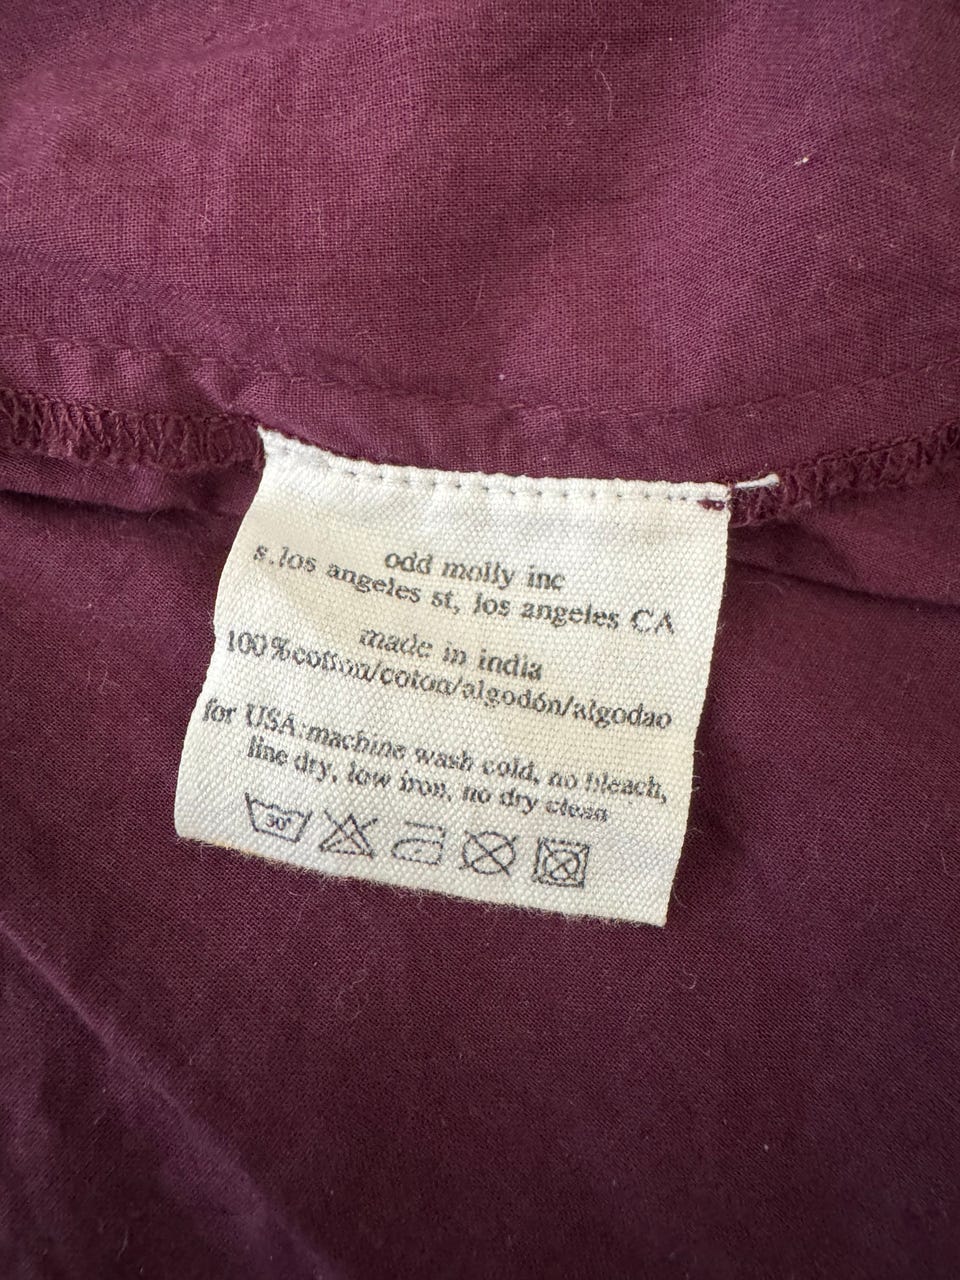 odd molly inc
s.los angeles st, los angeles CA
made in india
100%cotton/coton/algodón/algodao
for USA:machine wash cold, no bleach,
line dry, low iron, no dry clean
30°